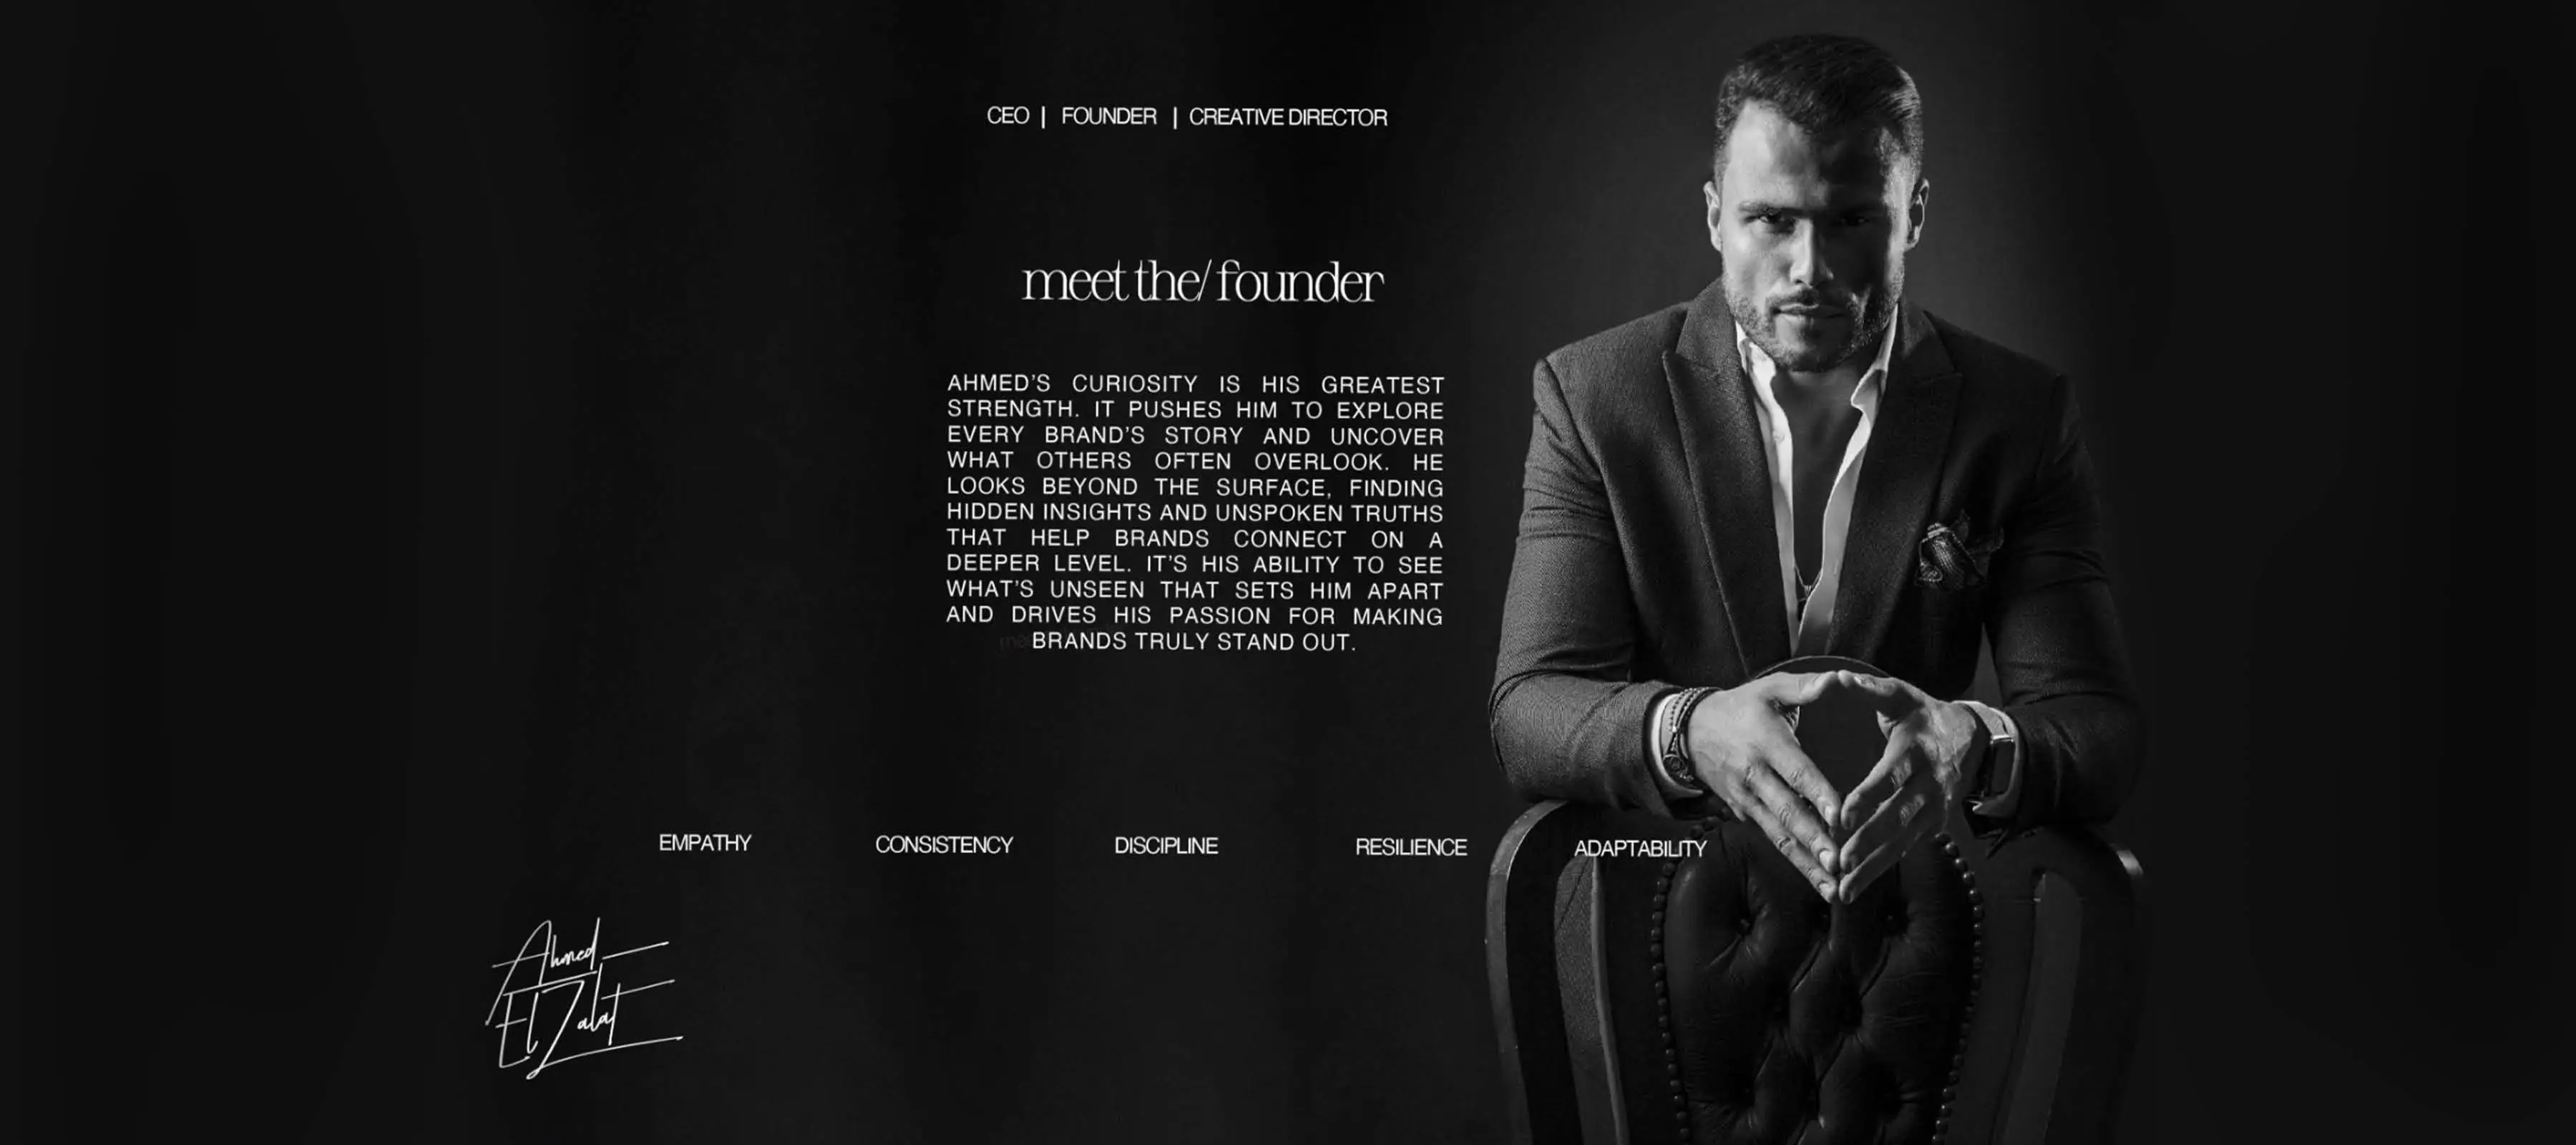 CEO | FOUNDER | CREATIVE DIRECTOR
meet the/founder
AHMED'S CURIOSITY IS HIS GREATEST
STRENGTH. IT PUSHES HIM TO EXPLORE
EVERY BRAND'S STORY AND UNCOVER
WHAT OTHERS OFTEN OVERLOOK. HE
LOOKS BEYOND THE SURFACE, FINDING
HIDDEN INSIGHTS AND UNSPOKEN TRUTHS
THAT HELP BRANDS CONNECT ON A
DEEPER LEVEL. IT'S HIS ABILITY TO SEE
WHAT'S UNSEEN THAT SETS HIM APART
AND DRIVES HIS PASSION FOR MAKING
BRANDS TRULY STAND OUT.
EMPATHY CONSISTENCY DISCIPLINE RESILIENCE ADAPTABILITY
Ahmed
El Zalat